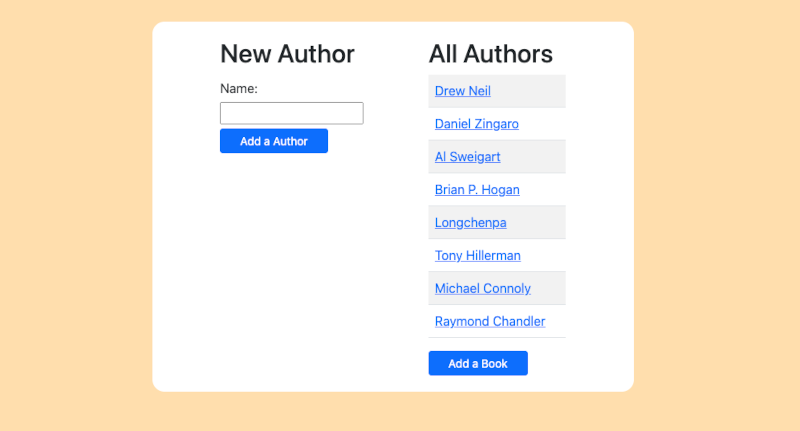 New Author
Name:
Add a Author
All Authors
Drew Neil
Daniel Zingaro
Al Sweigart
Brian P. Hogan
Longchenpa
Tony Hillerman
Michael Connoly
Raymond Chandler
Add a Book